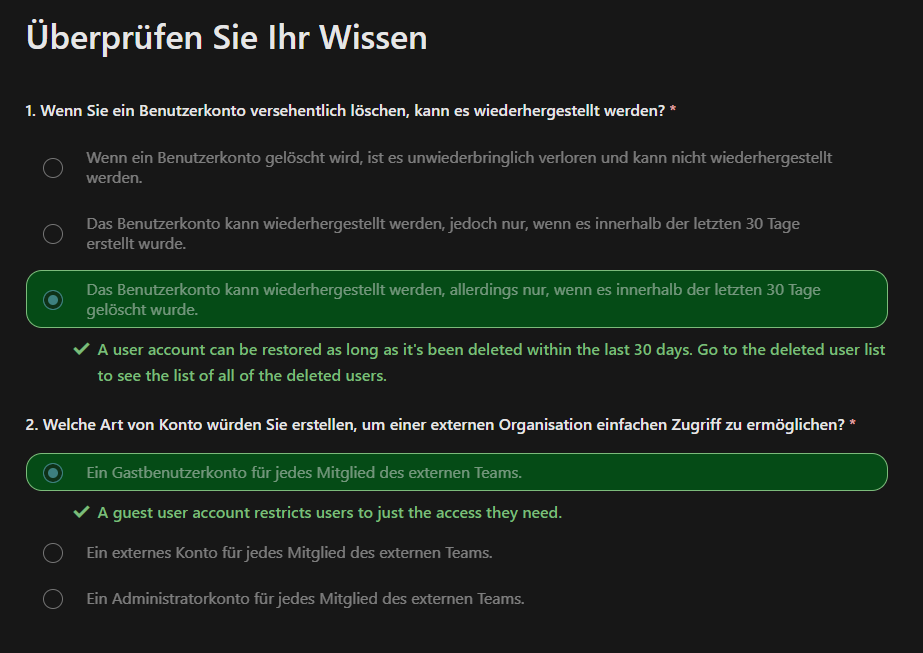 Überprüfen Sie Ihr Wissen
1. Wenn Sie ein Benutzerkonto versehentlich löschen, kann es wiederhergestellt werden? *
Wenn ein Benutzerkonto gelöscht wird, ist es unwiederbringlich verloren und kann nicht wiederhergestellt
werden.
Das Benutzerkonto kann wiederhergestellt werden, jedoch nur, wenn es innerhalb der letzten 30 Tage
erstellt wurde.
Das Benutzerkonto kann wiederhergestellt werden, allerdings nur, wenn es innerhalb der letzten 30 Tage
gelöscht wurde.
A user account can be restored as long as it's been deleted within the last 30 days. Go to the deleted user list
to see the list of all of the deleted users.
2. Welche Art von Konto würden Sie erstellen, um einer externen Organisation einfachen Zugriff zu ermöglichen? *
Ein Gastbenutzerkonto für jedes Mitglied des externen Teams.
A guest user account restricts users to just the access they need.
Ein externes Konto für jedes Mitglied des externen Teams.
Ein Administratorkonto für jedes Mitglied des externen Teams.